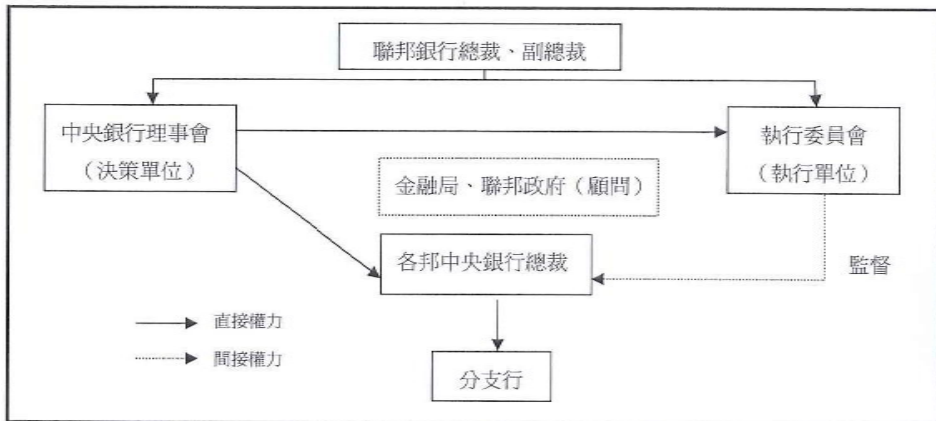 聯邦銀行總裁、副總裁
中央銀行理事會
（決策單位）
執行委員會
（執行單位）
金融局、聯邦政府（顧問）
各邦中央銀行總裁
監督
直接權力
間接權力
分支行